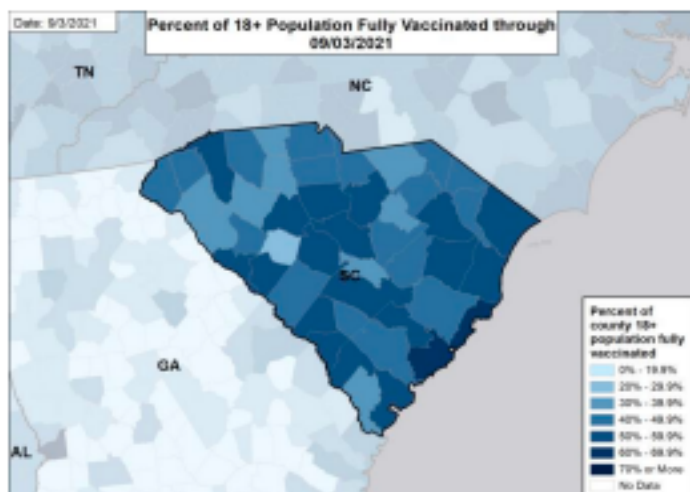 Date: 9/3/2021
Percent of 18+ Population Fully Vaccinated through
09/03/2021
TN
NC
SC
GA
AL
Percent of
county 18+
population fully
vaccinated
0% - 19.9%
20% - 29.9%
30% - 39.9%
40% - 49.9%
50% - 59.9%
60% - 69.9%
70% or More
No Data